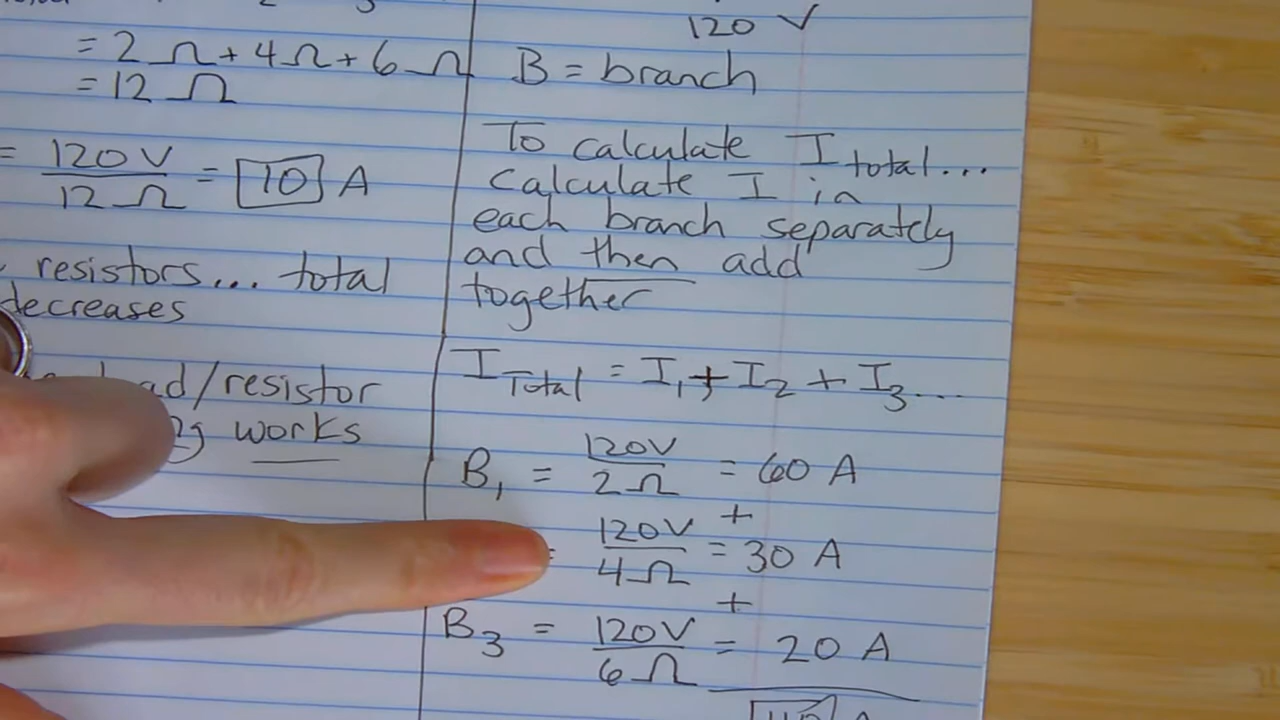 = 2 Ω + 4 Ω + 6 Ω
= 12 Ω
= 120 V / 12 Ω = 10 A
resistors... total
decreases
load/resistor
works
120 V
B = branch
To calculate I total...
calculate I in
each branch separately
and then add
together
I Total = I1 + I2 + I3...
B1 = 120V / 2 Ω = 60 A
+
= 120V / 4 Ω = 30 A
+
B3 = 120V / 6 Ω = 20 A